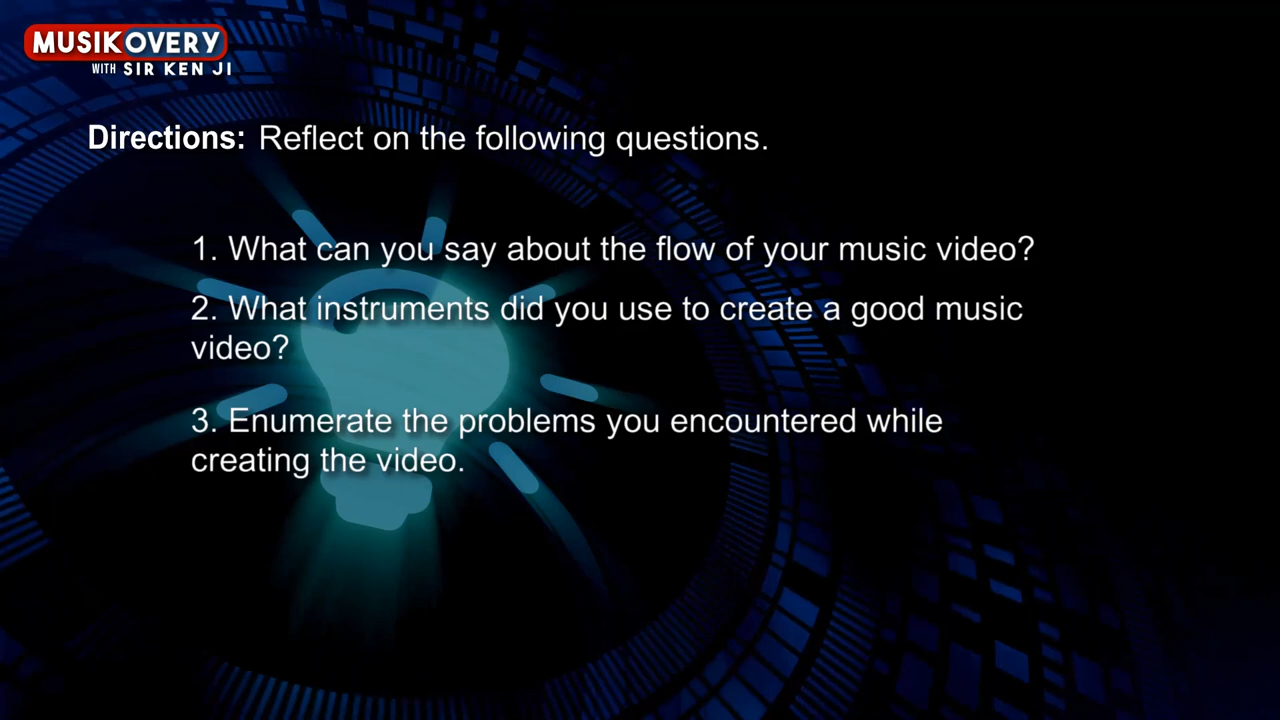 MUSIKOVERY
WITH SIR KEN JI
Directions: Reflect on the following questions.
1. What can you say about the flow of your music video?
2. What instruments did you use to create a good music
video?
3. Enumerate the problems you encountered while
creating the video.